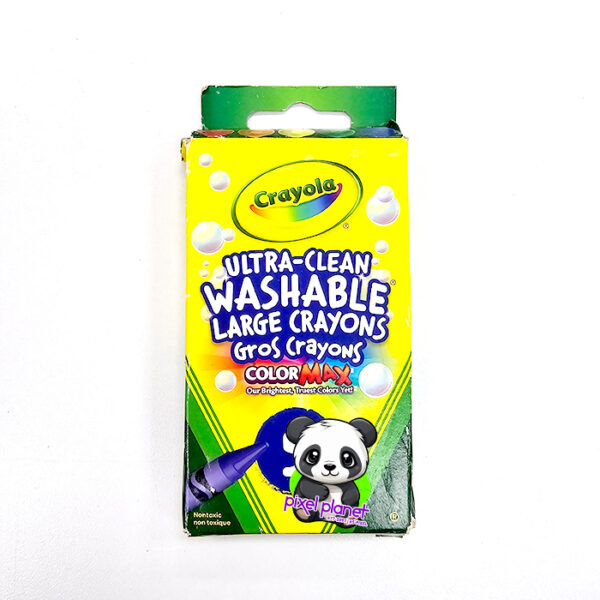 Crayola
ULTRA-CLEAN
WASHABLE
LARGE CRAYONS
Gros Crayons
COLOR MAX
Our Brightest, Truest Colors Yet!
pixel planet
Nontoxic
non toxique